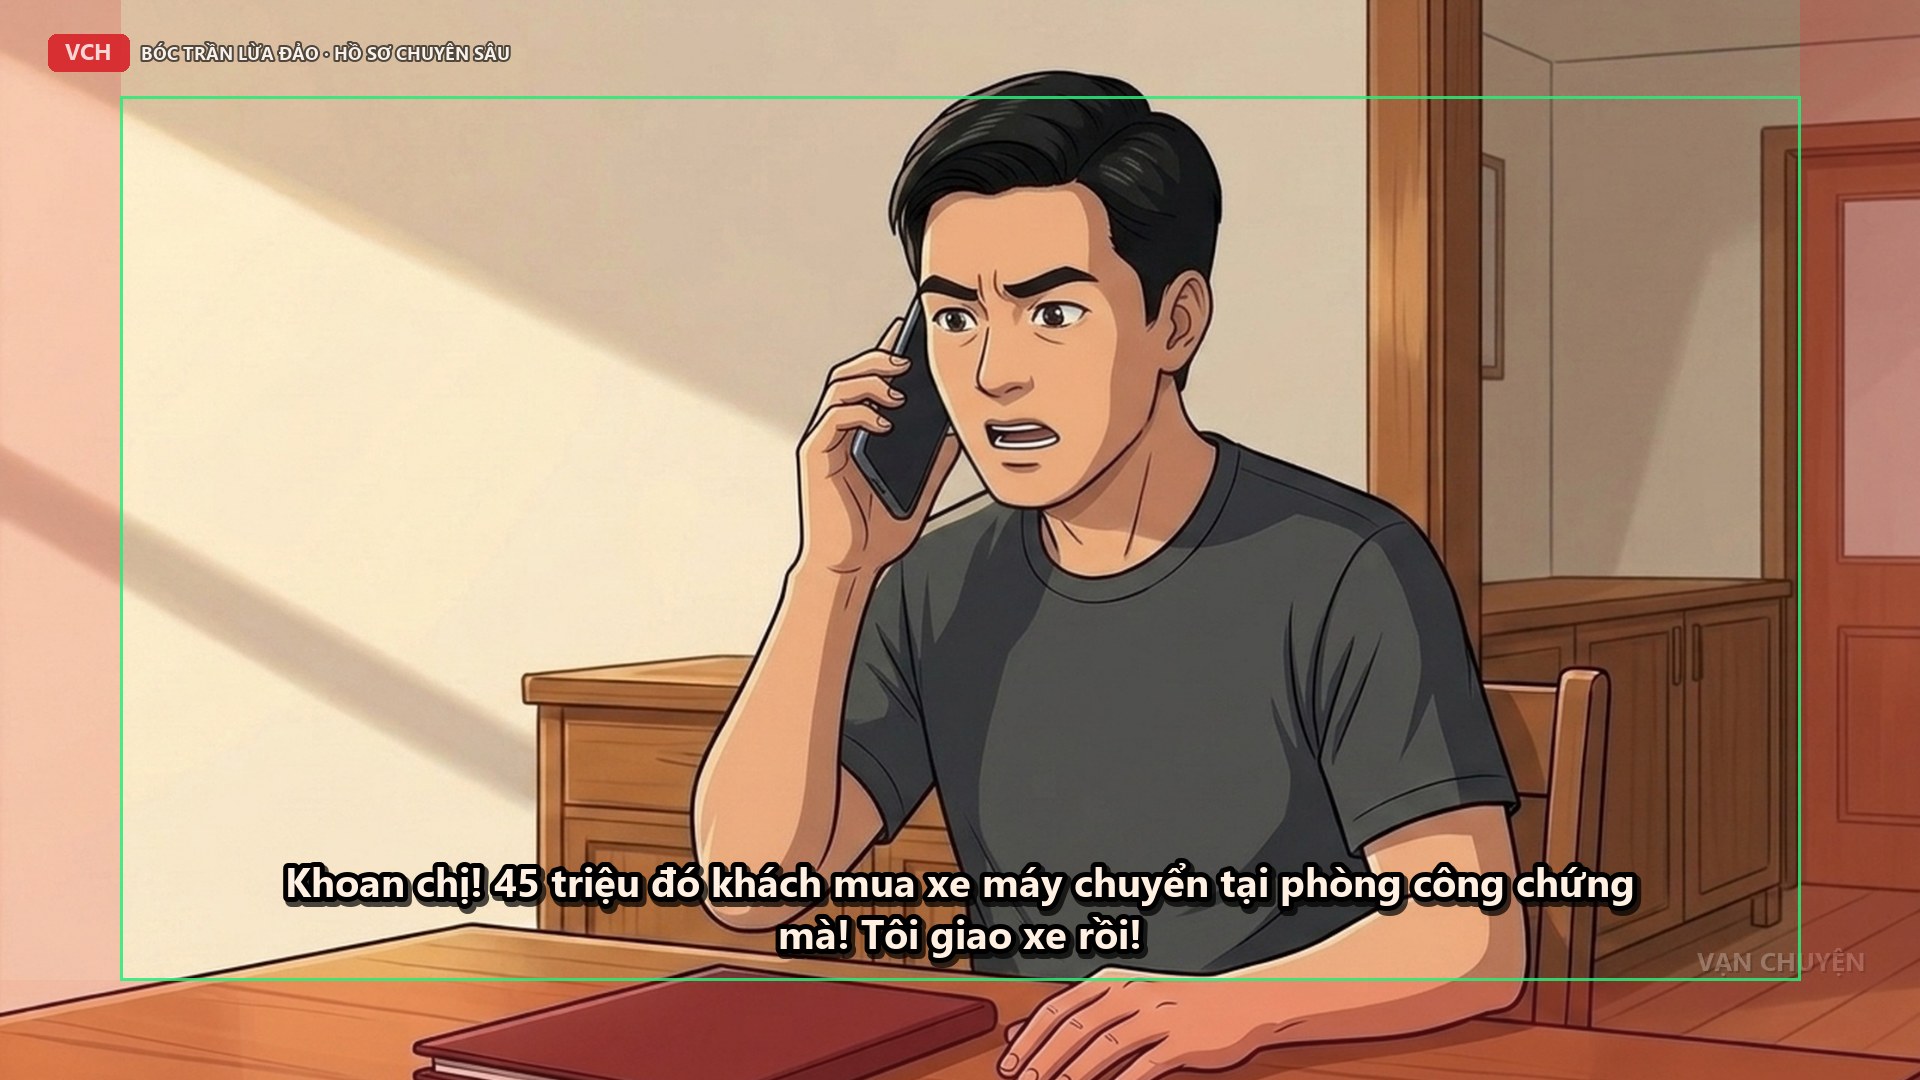 VCH BÓC TRẦN LỪA ĐẢO · HỒ SƠ CHUYÊN SÂU
Khoan chị! 45 triệu đó khách mua xe máy chuyển tại phòng công chứng
mà! Tôi giao xe rồi!
VẠN CHUYỆN